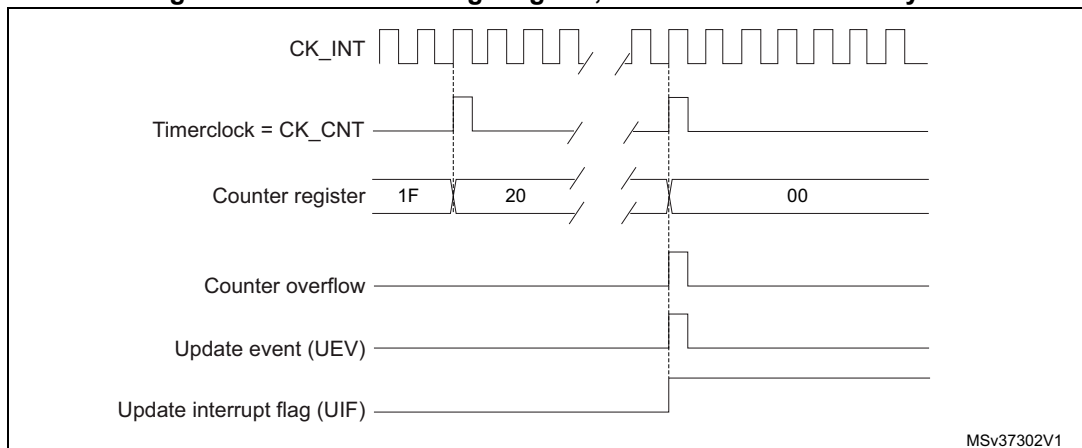 CK_INT
Timerclock = CK_CNT
Counter register 1F 20 00
Counter overflow
Update event (UEV)
Update interrupt flag (UIF)
MSv37302V1